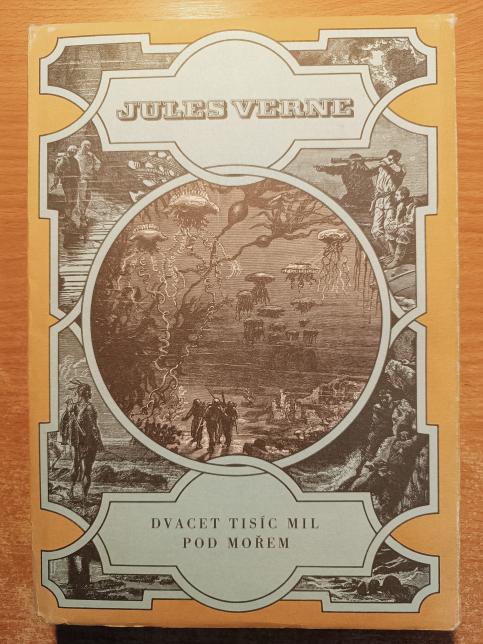 JULES VERNE
DVACET TISÍC MIL
POD MOŘEM